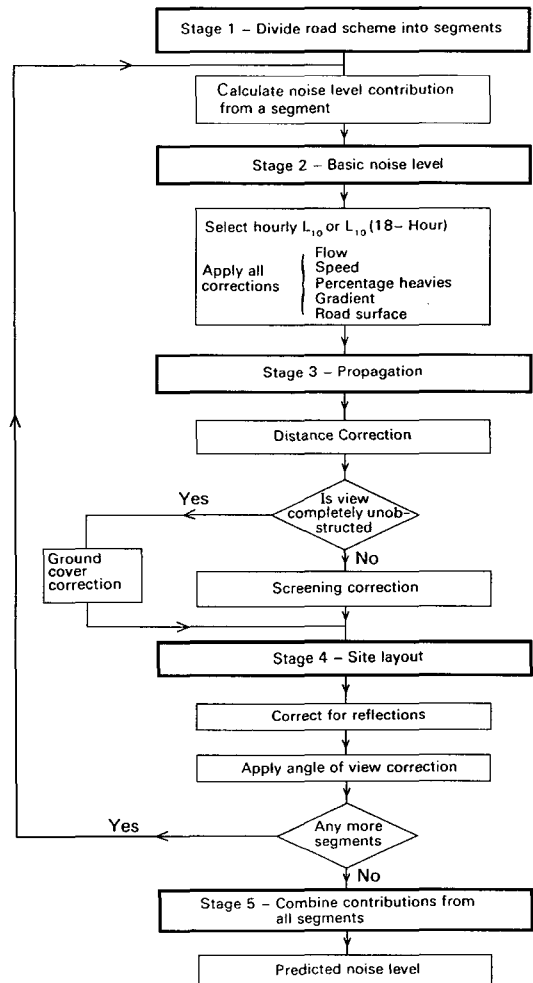 Stage 1 – Divide road scheme into segments
Calculate noise level contribution
from a segment
Stage 2 – Basic noise level
Select hourly L10 or L10 (18– Hour)
Apply all
corrections
Flow
Speed
Percentage heavies
Gradient
Road surface
Stage 3 – Propagation
Distance Correction
Yes
Is view
completely unob-
structed
No
Ground
cover
correction
Screening correction
Stage 4 – Site layout
Correct for reflections
Apply angle of view correction
Yes
Any more
segments
No
Stage 5 – Combine contributions from
all segments
Predicted noise level